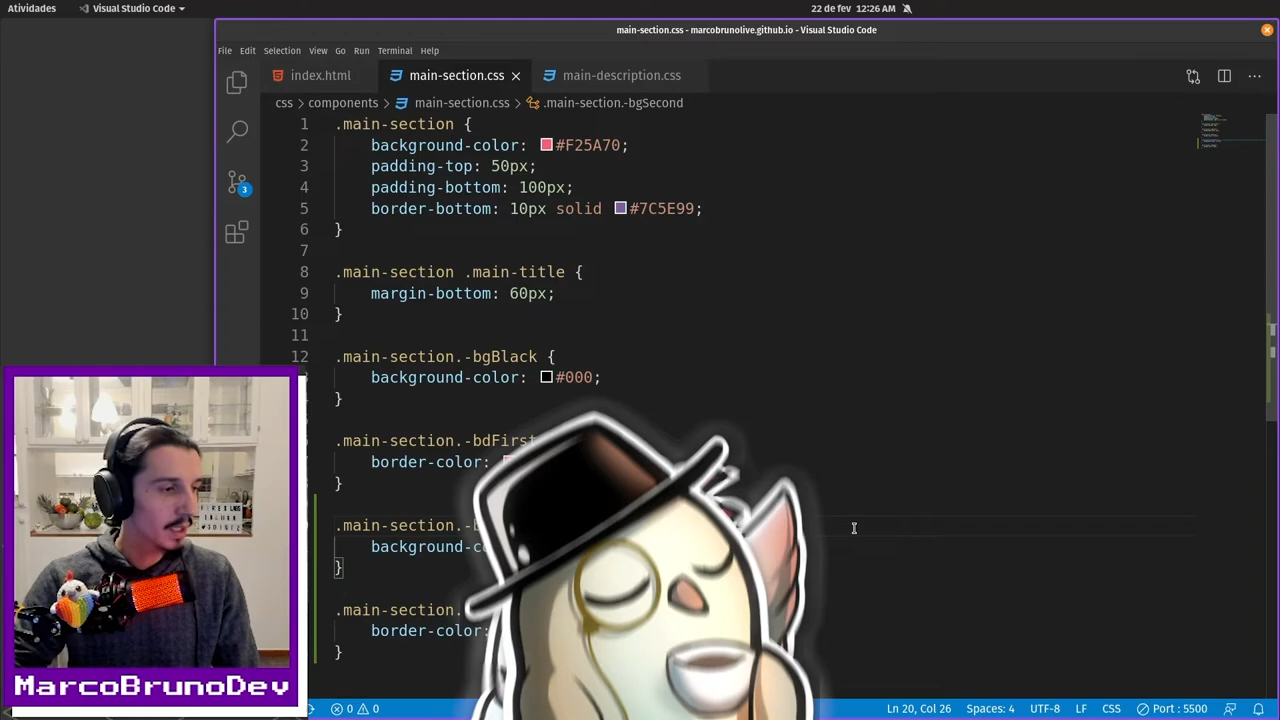 Atividades
Visual Studio Code
22 de fev 12:26 AM
main-section.css - marcobrunolive.github.io - Visual Studio Code
File Edit Selection View Go Run Terminal Help
index.html main-section.css main-description.css
css > components > main-section.css > .main-section.-bgSecond
1 .main-section {
2 background-color: #F25A70;
3 padding-top: 50px;
4 padding-bottom: 100px;
5 border-bottom: 10px solid #7C5E99;
6 }
7
8 .main-section .main-title {
9 margin-bottom: 60px;
10 }
11
12 .main-section.-bgBlack {
background-color: #000;
}
.main-section.-bdFirst
border-color:
}
.main-section.-
background-c
}
.main-section.
border-color:
}
3
MarcoBrunoDev
0 0
Ln 20, Col 26 Spaces: 4 UTF-8 LF CSS Port : 5500